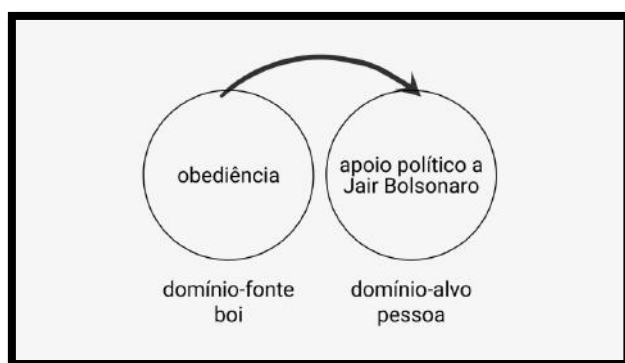 obediência
apoio político a
Jair Bolsonaro
domínio-fonte
boi
domínio-alvo
pessoa